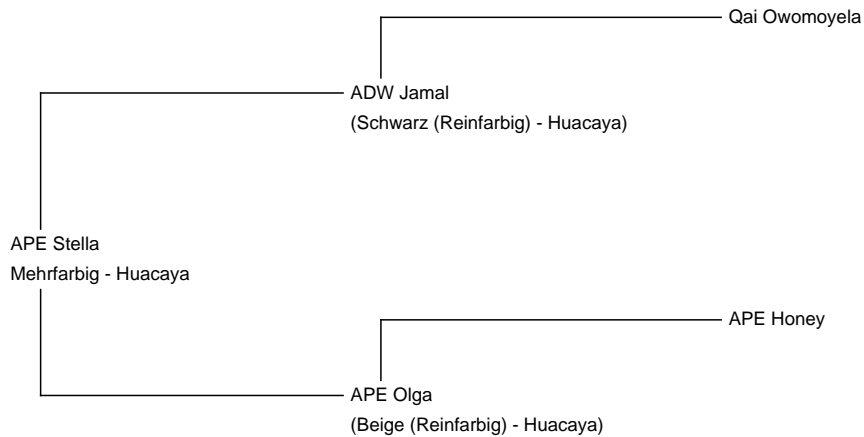 Qai Owomoyela
ADW Jamal
(Schwarz (Reinfarbig) - Huacaya)
APE Stella
Mehrfarbig - Huacaya
APE Honey
APE Olga
(Beige (Reinfarbig) - Huacaya)